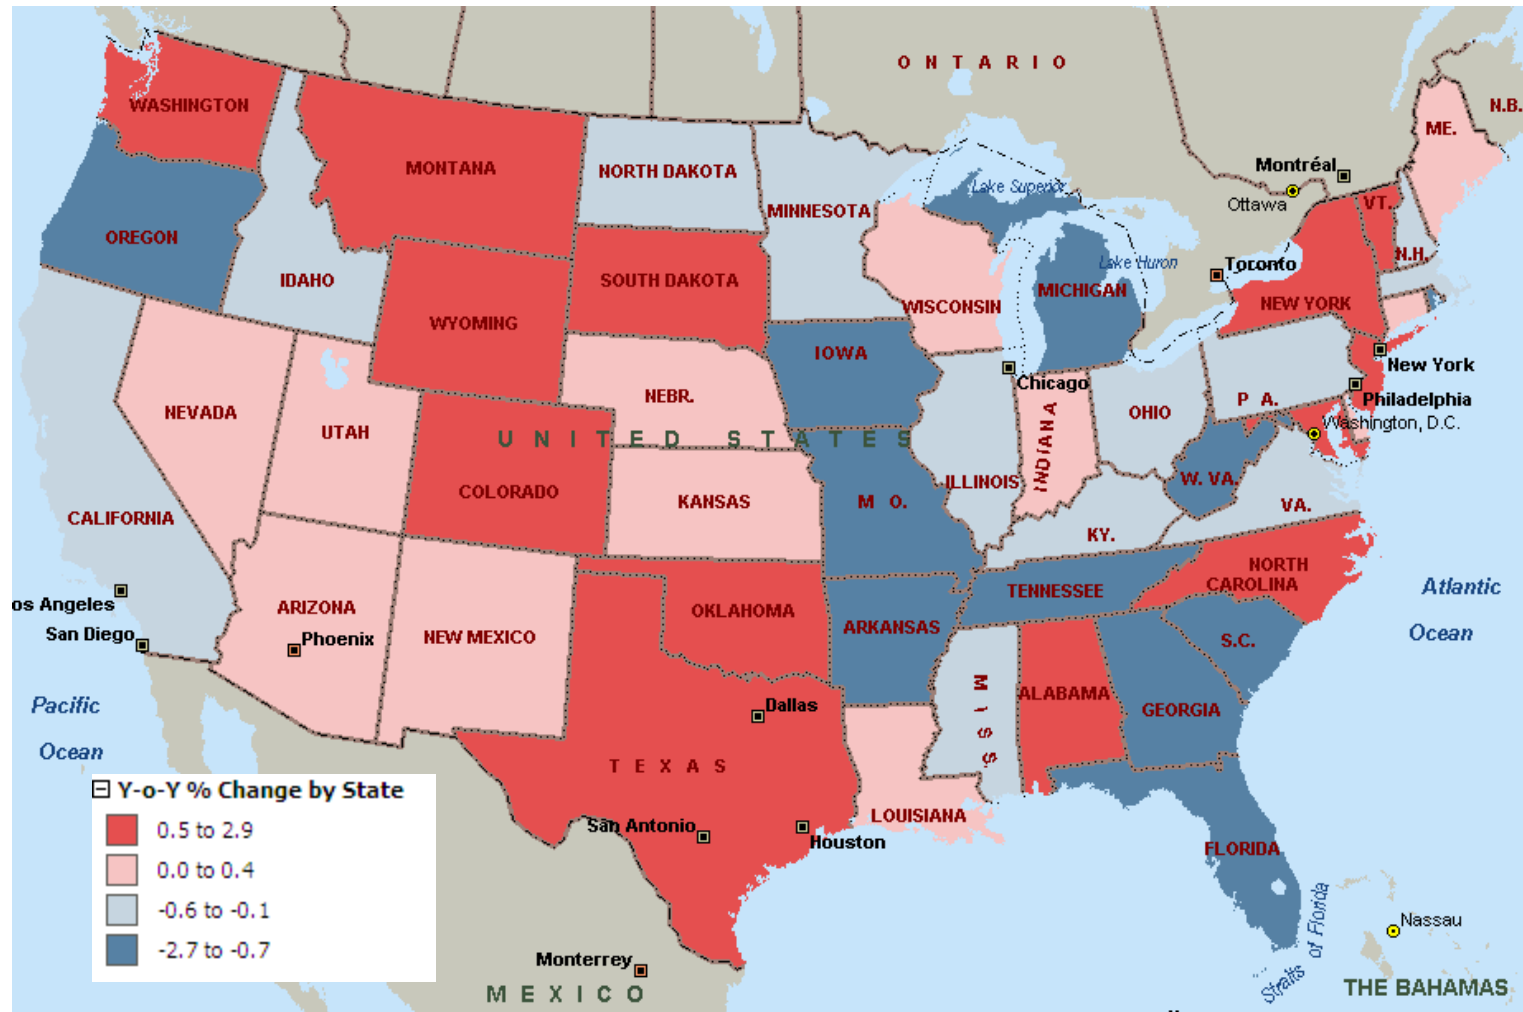 ONTARIO
N.B.
WASHINGTON
ME.
MONTANA
NORTH DAKOTA
Montréal
Lake Superior
Ottawa
VT.
MINNESOTA
OREGON
N.H.
Lake Huron
Toronto
IDAHO
SOUTH DAKOTA
MICHIGAN
WISCONSIN
NEW YORK
WYOMING
IOWA
New York
Chicago
NEBR.
P A.
Philadelphia
NEVADA
OHIO
Washington, D.C.
UTAH
UNITED STATES
INDIANA
COLORADO
ILLINOIS
W. VA.
KANSAS
M O.
VA.
CALIFORNIA
KY.
NORTH
CAROLINA
TENNESSEE
Atlantic
Ocean
os Angeles
ARIZONA
OKLAHOMA
San Diego
Phoenix
NEW MEXICO
ARKANSAS
S.C.
MISS
ALABAMA
GEORGIA
Pacific
Ocean
Dallas
TEXAS
LOUISIANA
San Antonio
Houston
FLORIDA
Straits of Florida
Nassau
Monterrey
MEXICO
THE BAHAMAS
Y-o-Y % Change by State
0.5 to 2.9
0.0 to 0.4
-0.6 to -0.1
-2.7 to -0.7